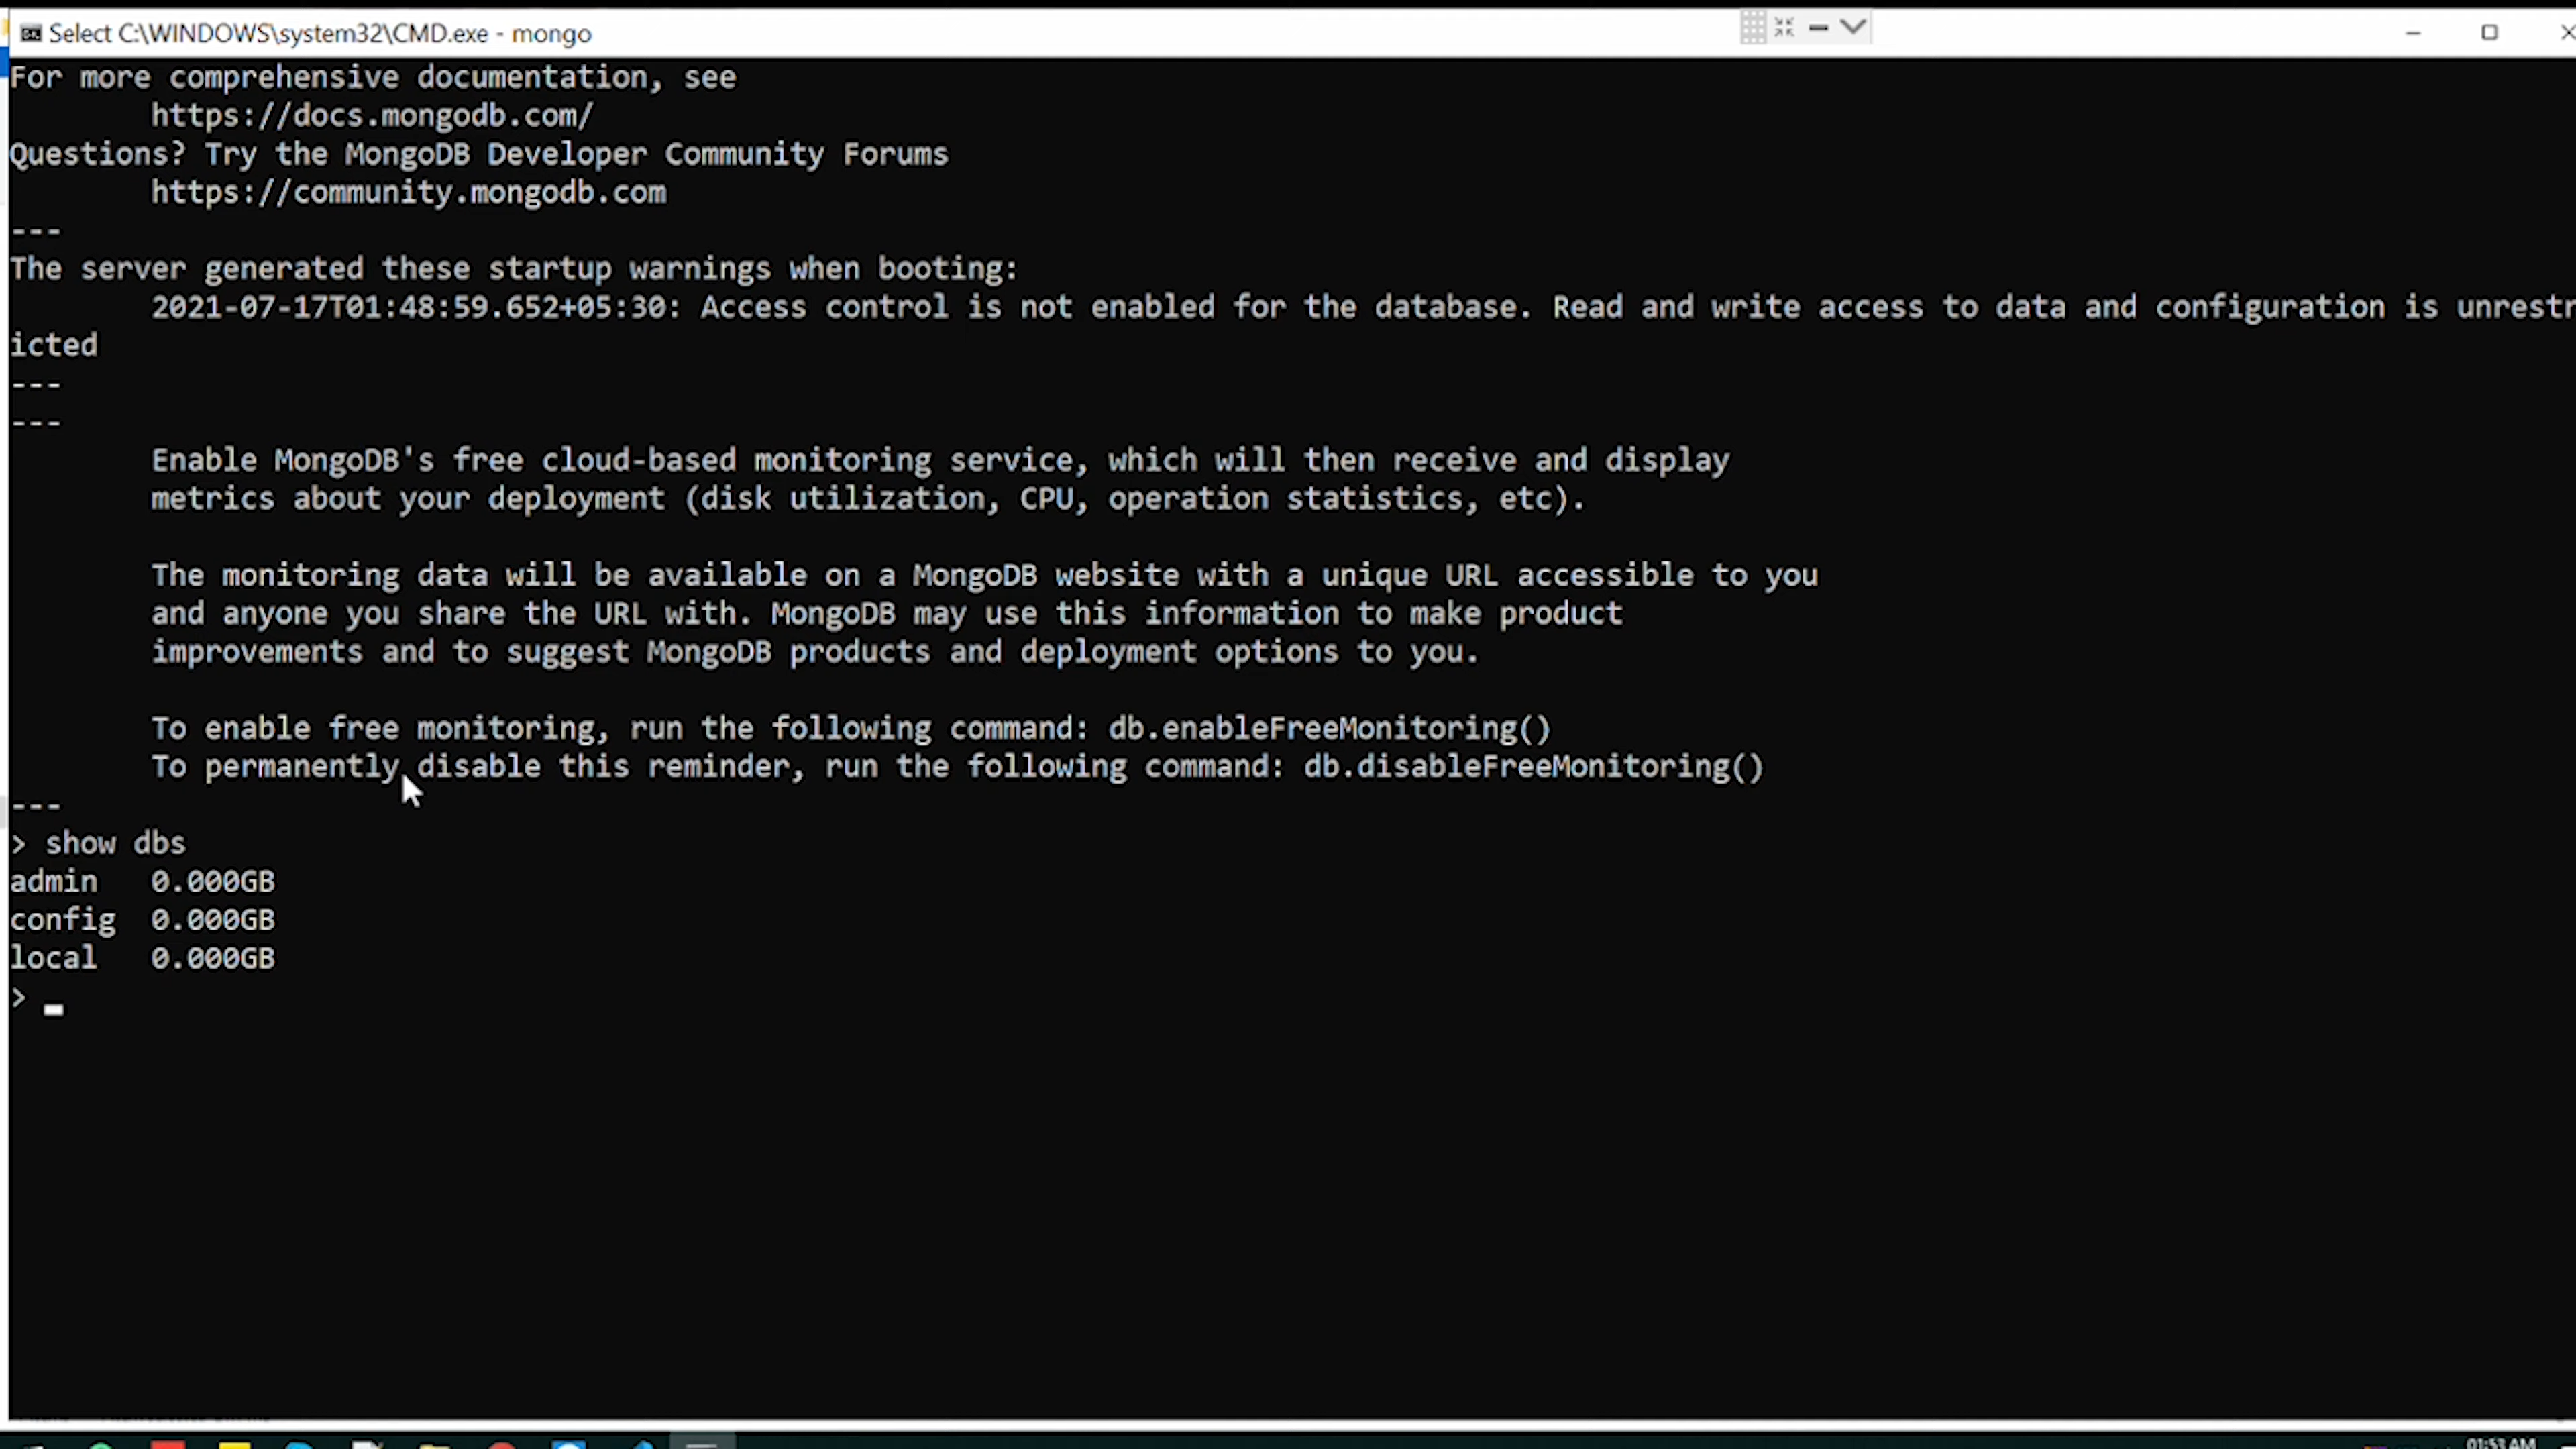 Select C:\WINDOWS\system32\CMD.exe - mongo
For more comprehensive documentation, see
https://docs.mongodb.com/
Questions? Try the MongoDB Developer Community Forums
https://community.mongodb.com
---
The server generated these startup warnings when booting:
2021-07-17T01:48:59.652+05:30: Access control is not enabled for the database. Read and write access to data and configuration is unrestr
icted
---
---
Enable MongoDB's free cloud-based monitoring service, which will then receive and display
metrics about your deployment (disk utilization, CPU, operation statistics, etc).
The monitoring data will be available on a MongoDB website with a unique URL accessible to you
and anyone you share the URL with. MongoDB may use this information to make product
improvements and to suggest MongoDB products and deployment options to you.
To enable free monitoring, run the following command: db.enableFreeMonitoring()
To permanently disable this reminder, run the following command: db.disableFreeMonitoring()
---
> show dbs
admin   0.000GB
config  0.000GB
local   0.000GB
>
01:53 AM